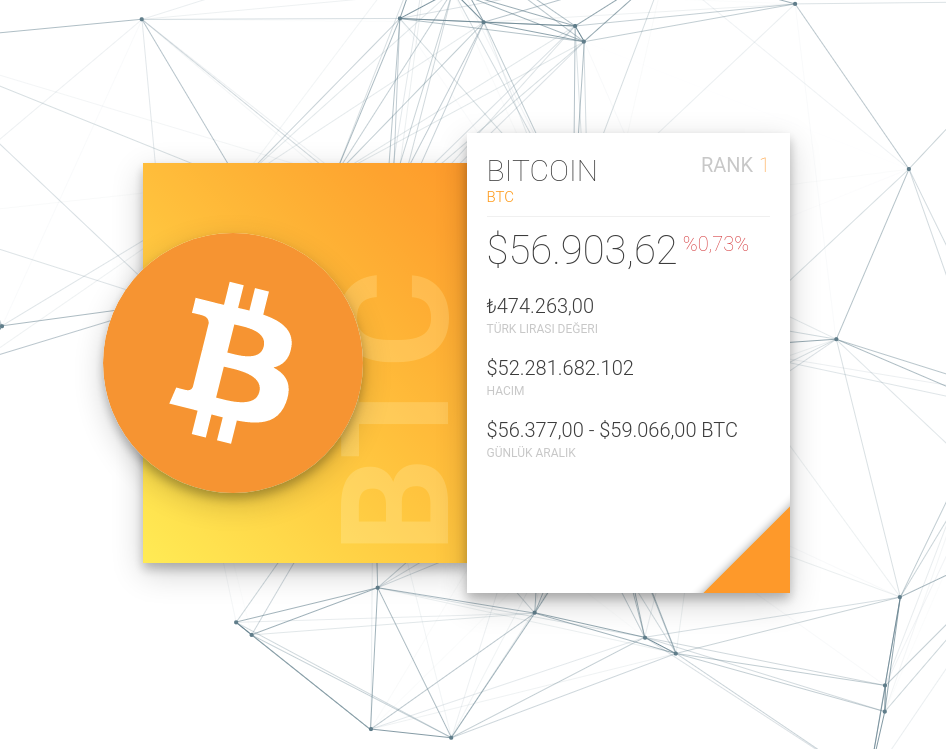 BITCOIN
RANK 1
BTC
$56.903,62 %0,73%
₺474.263,00
TÜRK LIRASI DEĞERI
$52.281.682.102
HACIM
$56.377,00 - $59.066,00 BTC
GÜNLÜK ARALIK
BTC